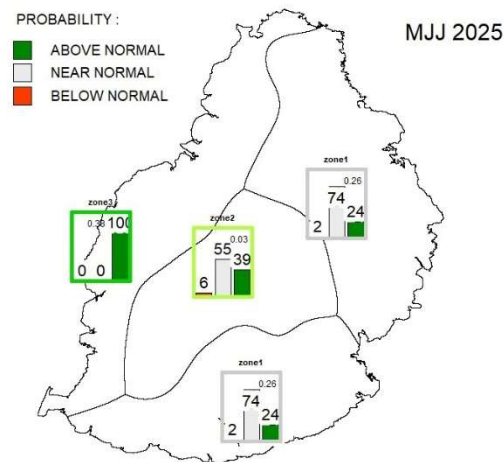 PROBABILITY :
MJJ 2025
ABOVE NORMAL
NEAR NORMAL
BELOW NORMAL
zone1
0.26
74
2
24
zone3
0.38
100
0
0
zone2
0.03
55
39
6
zone1
0.26
74
2
24